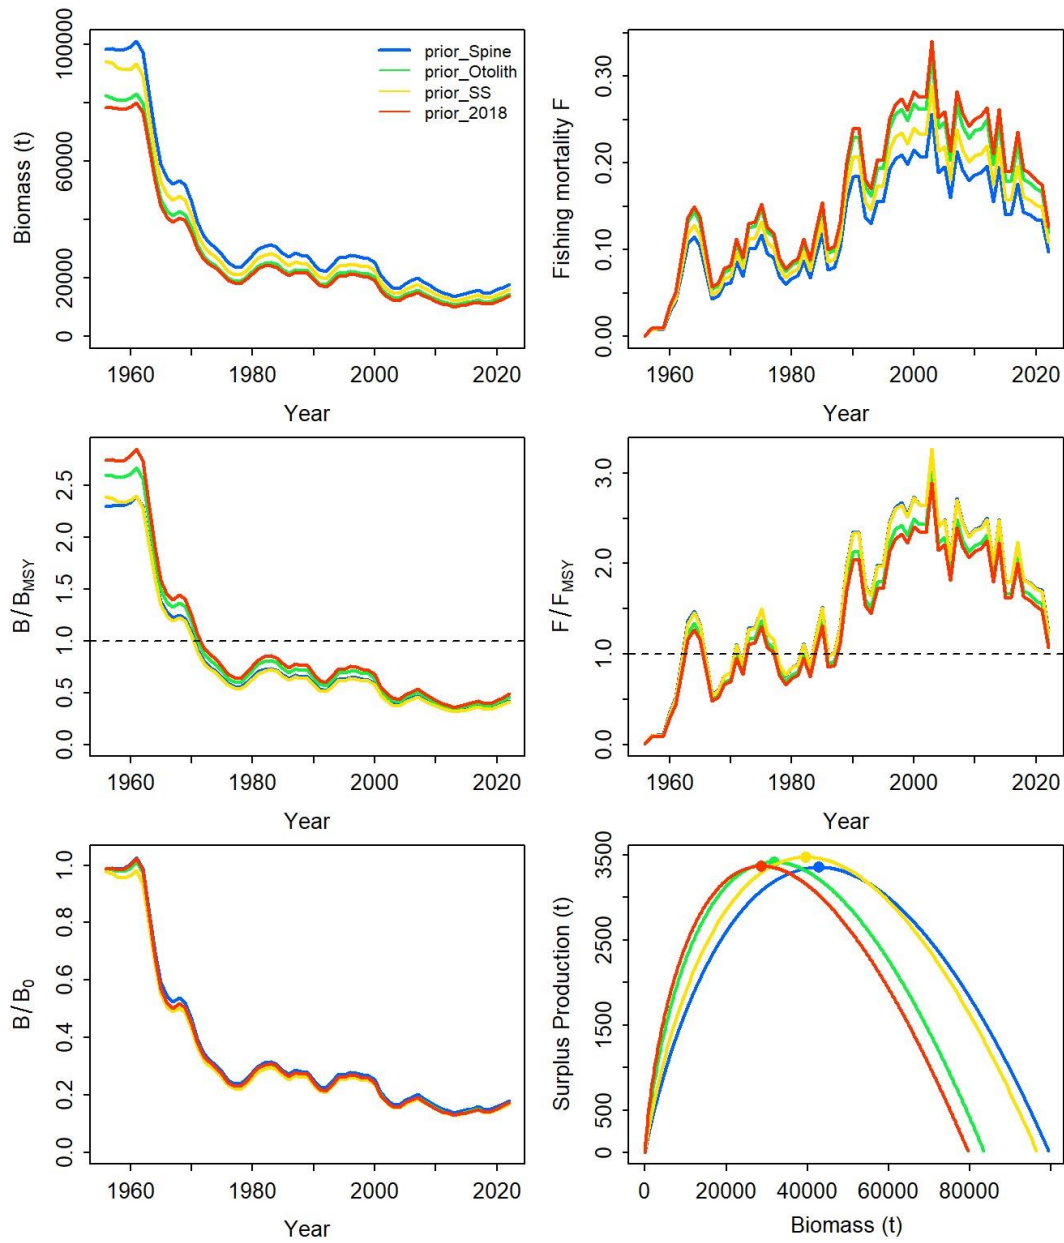 100000
60000
20000
0
Biomass (t)
prior_Spine
prior_Otolith
prior_SS
prior_2018
1960 1980 2000 2020
Year
0.30
0.20
0.10
0.00
Fishing mortality F
1960 1980 2000 2020
Year
2.5
2.0
1.5
1.0
0.5
0.0
B/BMSY
1960 1980 2000 2020
Year
3.0
2.0
1.0
0.0
F/FMSY
1960 1980 2000 2020
Year
1.0
0.8
0.6
0.4
0.2
0.0
B/B0
1960 1980 2000 2020
Year
3500
2500
1500
500
0
Surplus Production (t)
0 20000 40000 60000 80000
Biomass (t)